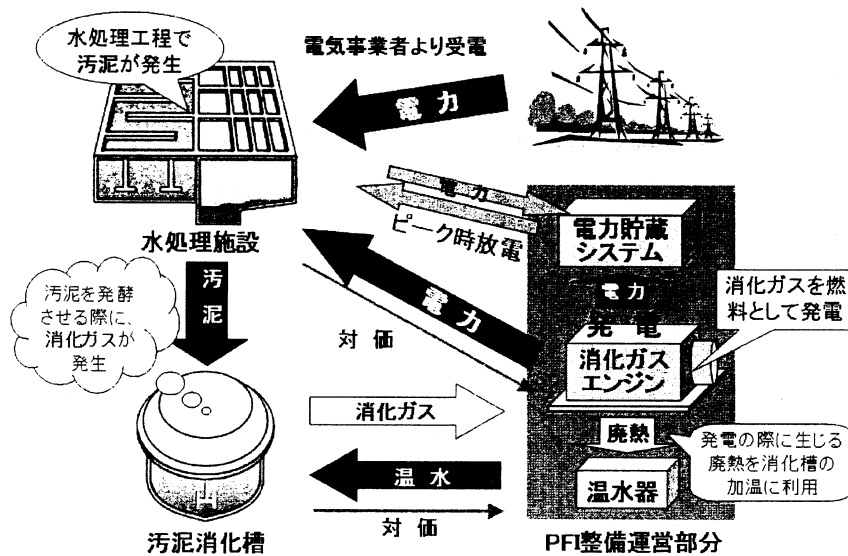 水処理工程で
汚泥が発生
電気事業者より受電
電力
電力
ピーク時放電
電力貯蔵
システム
水処理施設
汚泥
汚泥を発酵
させる際に、
消化ガスが
発生
電力
対価
電力
発電
消化ガス
エンジン
消化ガスを燃
料として発電
消化ガス
廃熱
発電の際に生じる
廃熱を消化槽の
加温に利用
温水
温水器
対価
汚泥消化槽
PFI整備運営部分